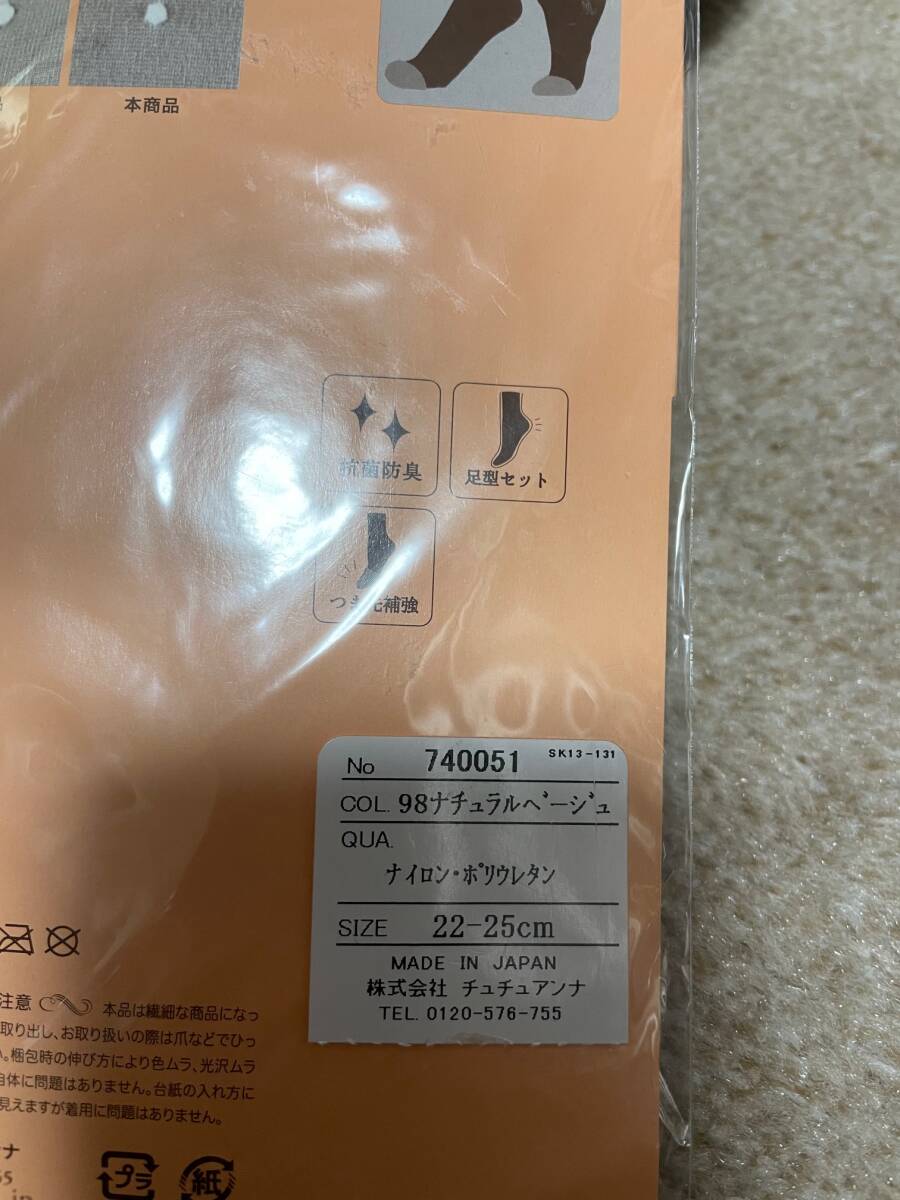 本商品
抗菌防臭
足型セット
つま先補強
No 740051 SK13-131
COL. 98ナチュラルベージュ
QUA.
ナイロン・ポリウレタン
SIZE 22-25cm
MADE IN JAPAN
株式会社 チュチュアンナ
TEL. 0120-576-755
注意 本品は繊細な商品になっ
取り出し、お取り扱いの際は爪などでひっ
い。梱包時の伸び方により色ムラ、光沢ムラ
自体に問題はありません。台紙の入れ方に
見えますが着用に問題はありません。
ナ
プラ
紙